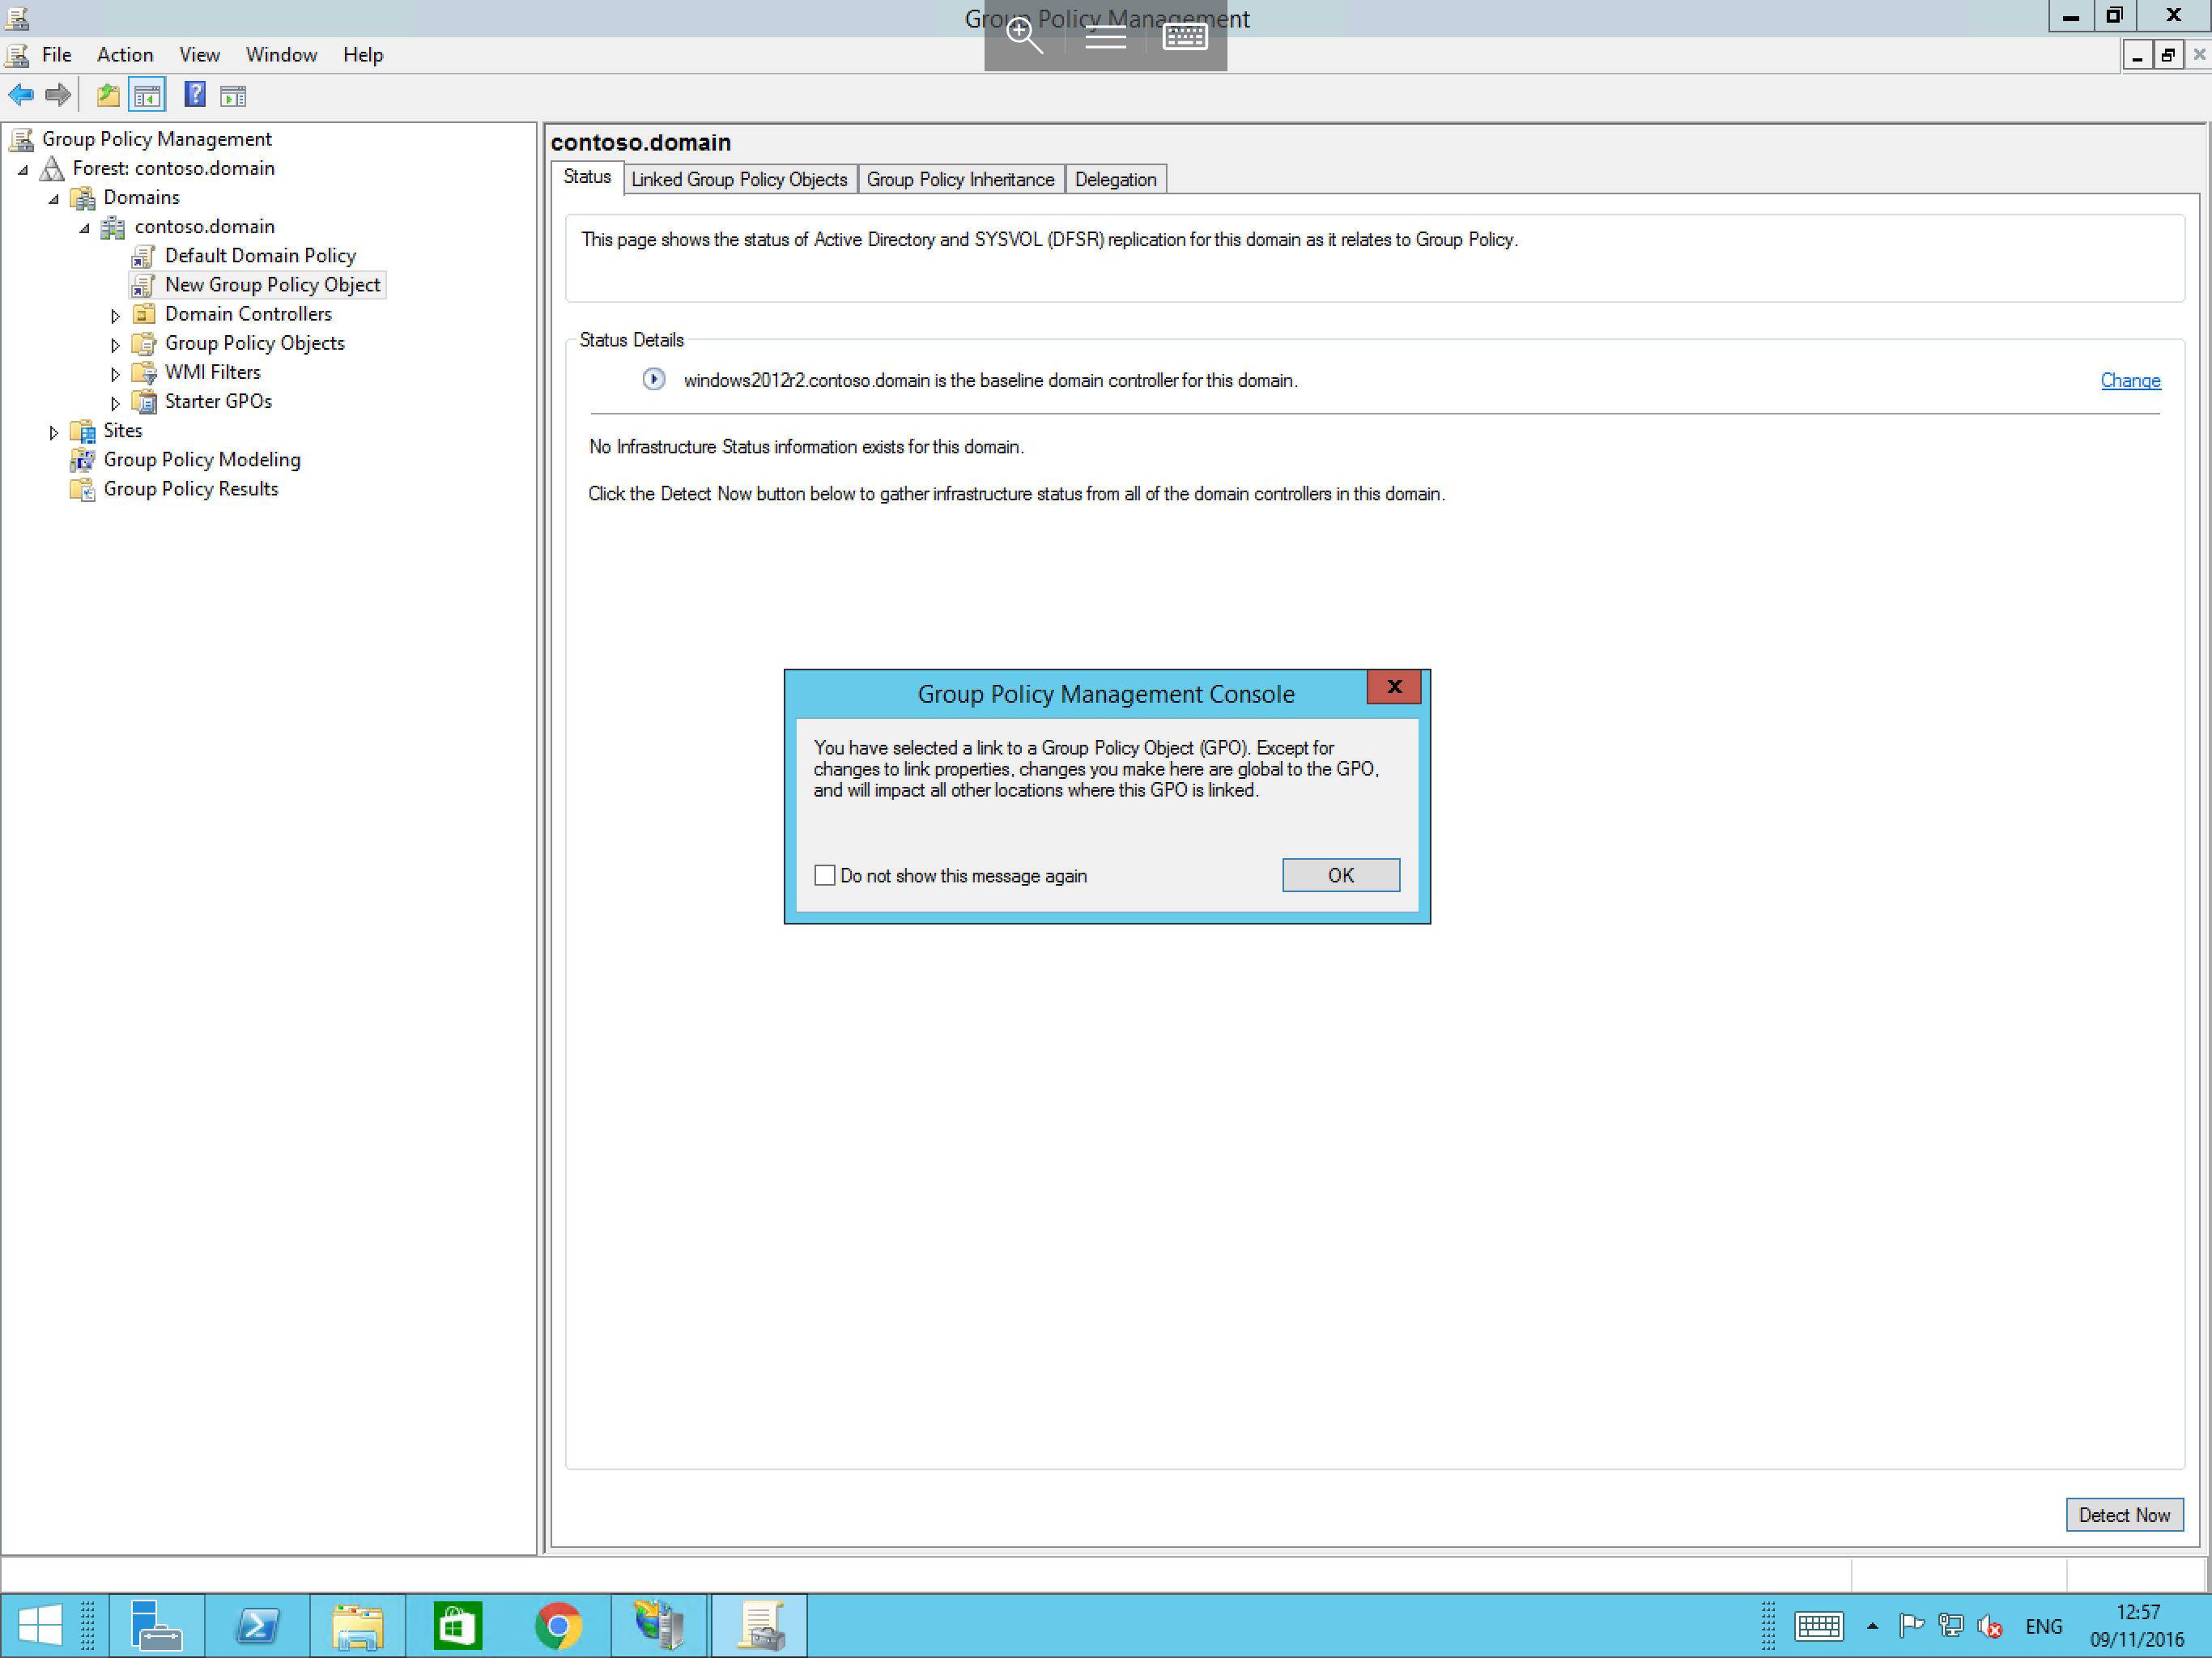 Group Policy Management
File Action View Window Help
Group Policy Management
Forest: contoso.domain
Domains
contoso.domain
Default Domain Policy
New Group Policy Object
Domain Controllers
Group Policy Objects
WMI Filters
Starter GPOs
Sites
Group Policy Modeling
Group Policy Results
contoso.domain
Status Linked Group Policy Objects Group Policy Inheritance Delegation
This page shows the status of Active Directory and SYSVOL (DFSR) replication for this domain as it relates to Group Policy.
Status Details
windows2012r2.contoso.domain is the baseline domain controller for this domain. Change
No Infrastructure Status information exists for this domain.
Click the Detect Now button below to gather infrastructure status from all of the domain controllers in this domain.
Group Policy Management Console
You have selected a link to a Group Policy Object (GPO). Except for
changes to link properties, changes you make here are global to the GPO,
and will impact all other locations where this GPO is linked.
Do not show this message again OK
Detect Now
ENG
12:57
09/11/2016